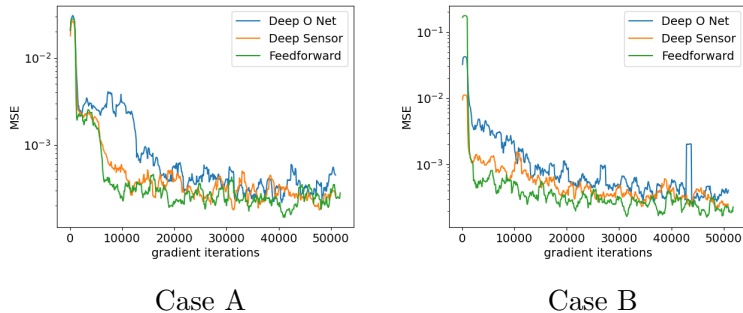 Deep O Net
Deep Sensor
Feedforward
MSE
10⁻²
10⁻³
0 10000 20000 30000 40000 50000
gradient iterations
Case A
Deep O Net
Deep Sensor
Feedforward
MSE
10⁻¹
10⁻²
10⁻³
0 10000 20000 30000 40000 50000
gradient iterations
Case B